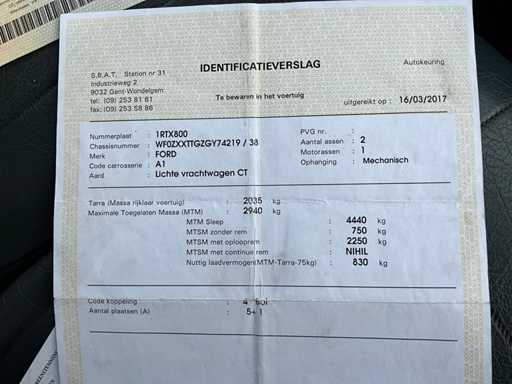 IDENTIFICATIEVERSLAG
Autokeuring
S.B.A.T. Station nr 31
Industrieweg 2
9032 Gent-Wondelgem
tel: (09) 253 81 61
fax: (09) 253 58 86
Te bewaren in het voertuig
uitgereikt op : 16/03/2017
Nummerplaat : 1RTX800
Chassisnummer : WF0ZXXTTGZGY74219 / 38
Merk : FORD
Code carrosserie : A1
Aard : Lichte vrachtwagen CT
PVG nr. :
Aantal assen : 2
Motorassen : 1
Ophanging : Mechanisch
Tarra (Massa rijklaar voertuig) : 2035 kg
Maximale Toegelaten Massa (MTM) : 2940 kg
MTM Sleep : 4440 kg
MTSM zonder rem : 750 kg
MTSM met oplooprem : 2250 kg
MTSM met continue rem : NIHIL
Nuttig laadvermogen(MTM-Tarra-75kg) : 830 kg
Code koppeling : 4
Aantal plaatsen (A) : 5+ 1